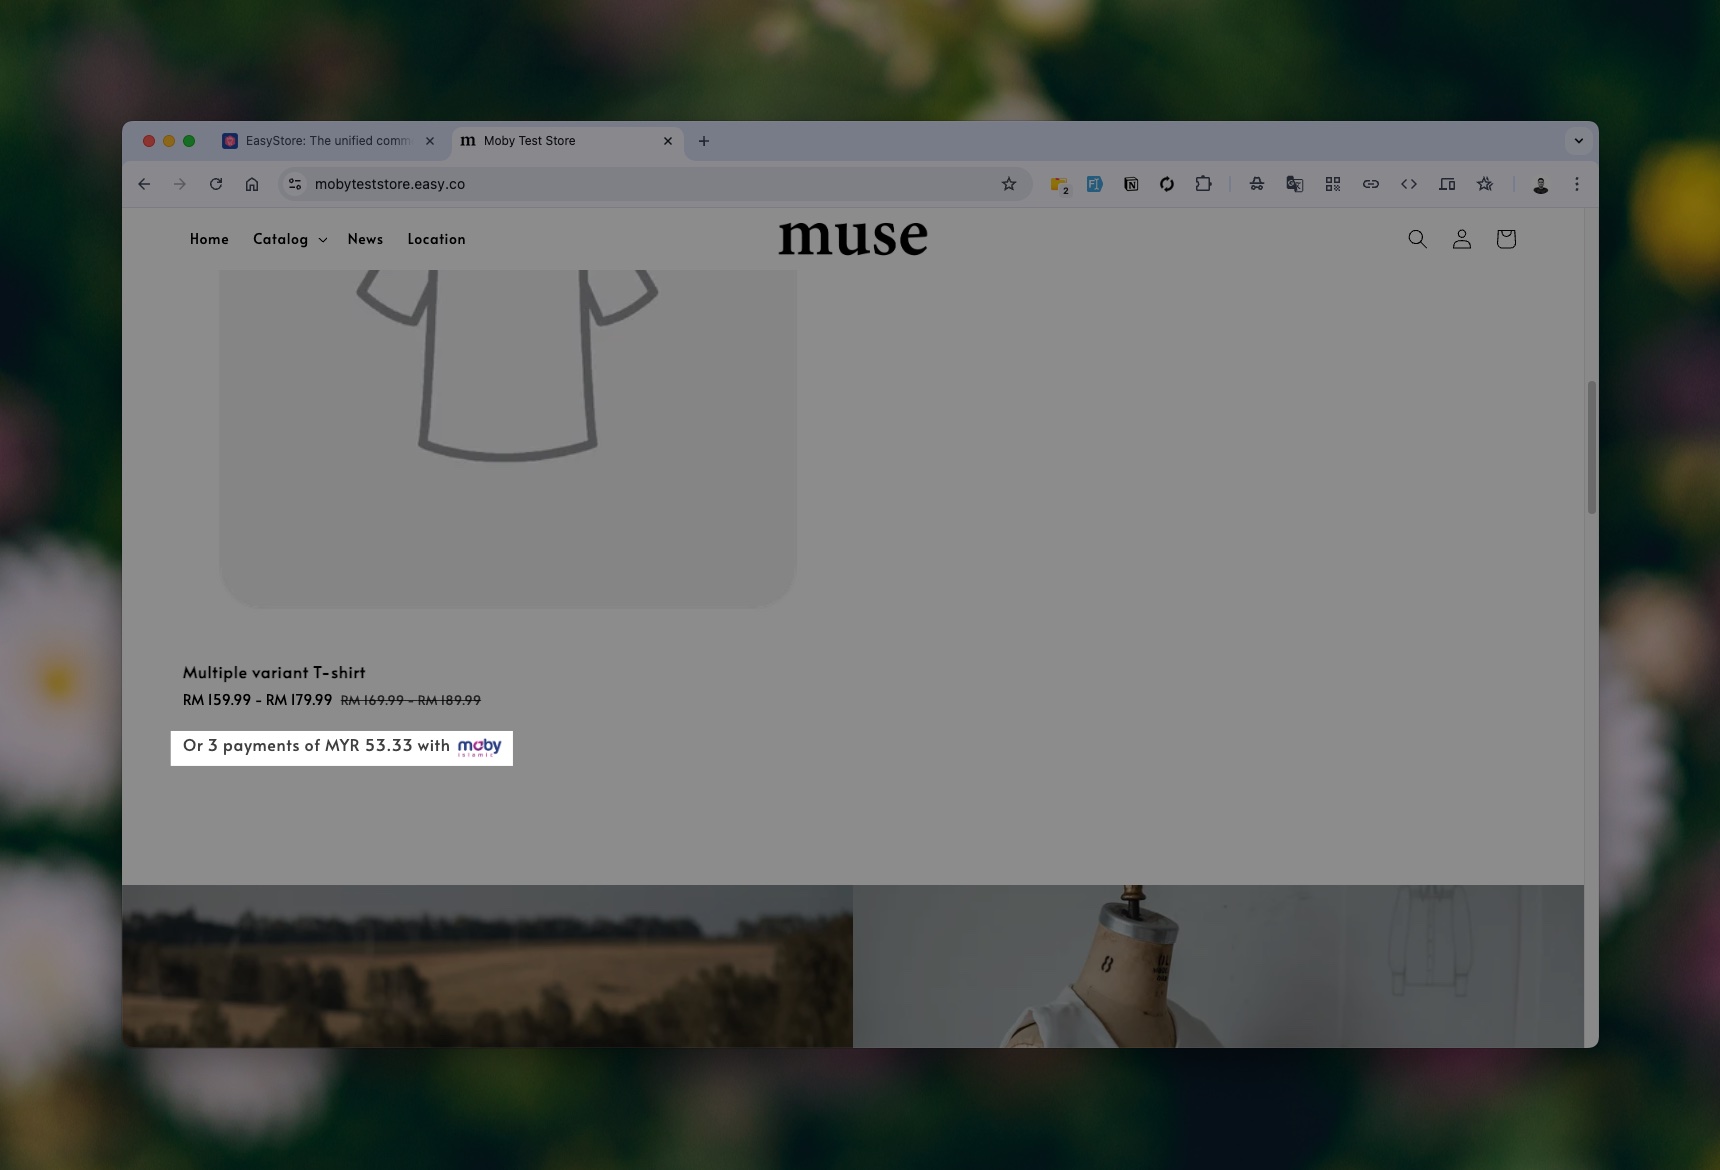 EasyStore: The unified comm
Moby Test Store
mobyteststore.easy.co
2
Home Catalog News Location
muse
Multiple variant T-shirt
RM 159.99 - RM 179.99 RM 169.99 - RM 189.99
Or 3 payments of MYR 53.33 with moby
islamic
8